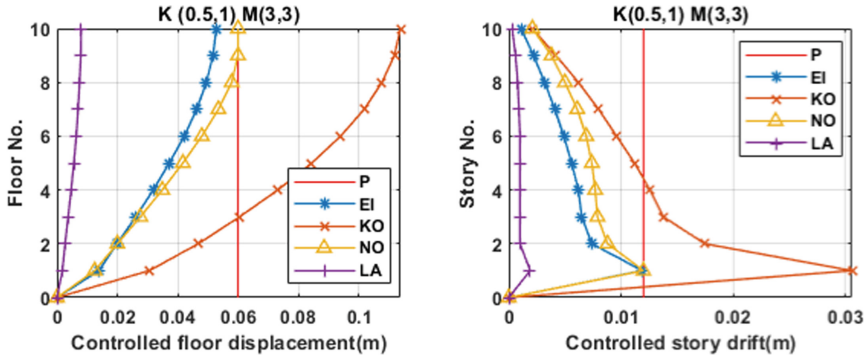 K (0.5,1) M(3,3)
10
8
6
4
2
0
Floor No.
P
EI
KO
NO
LA
0 0.02 0.04 0.06 0.08 0.1
Controlled floor displacement(m)
K(0.5,1) M(3,3)
10
8
6
4
2
0
Story No.
P
EI
KO
NO
LA
0 0.01 0.02 0.03
Controlled story drift(m)